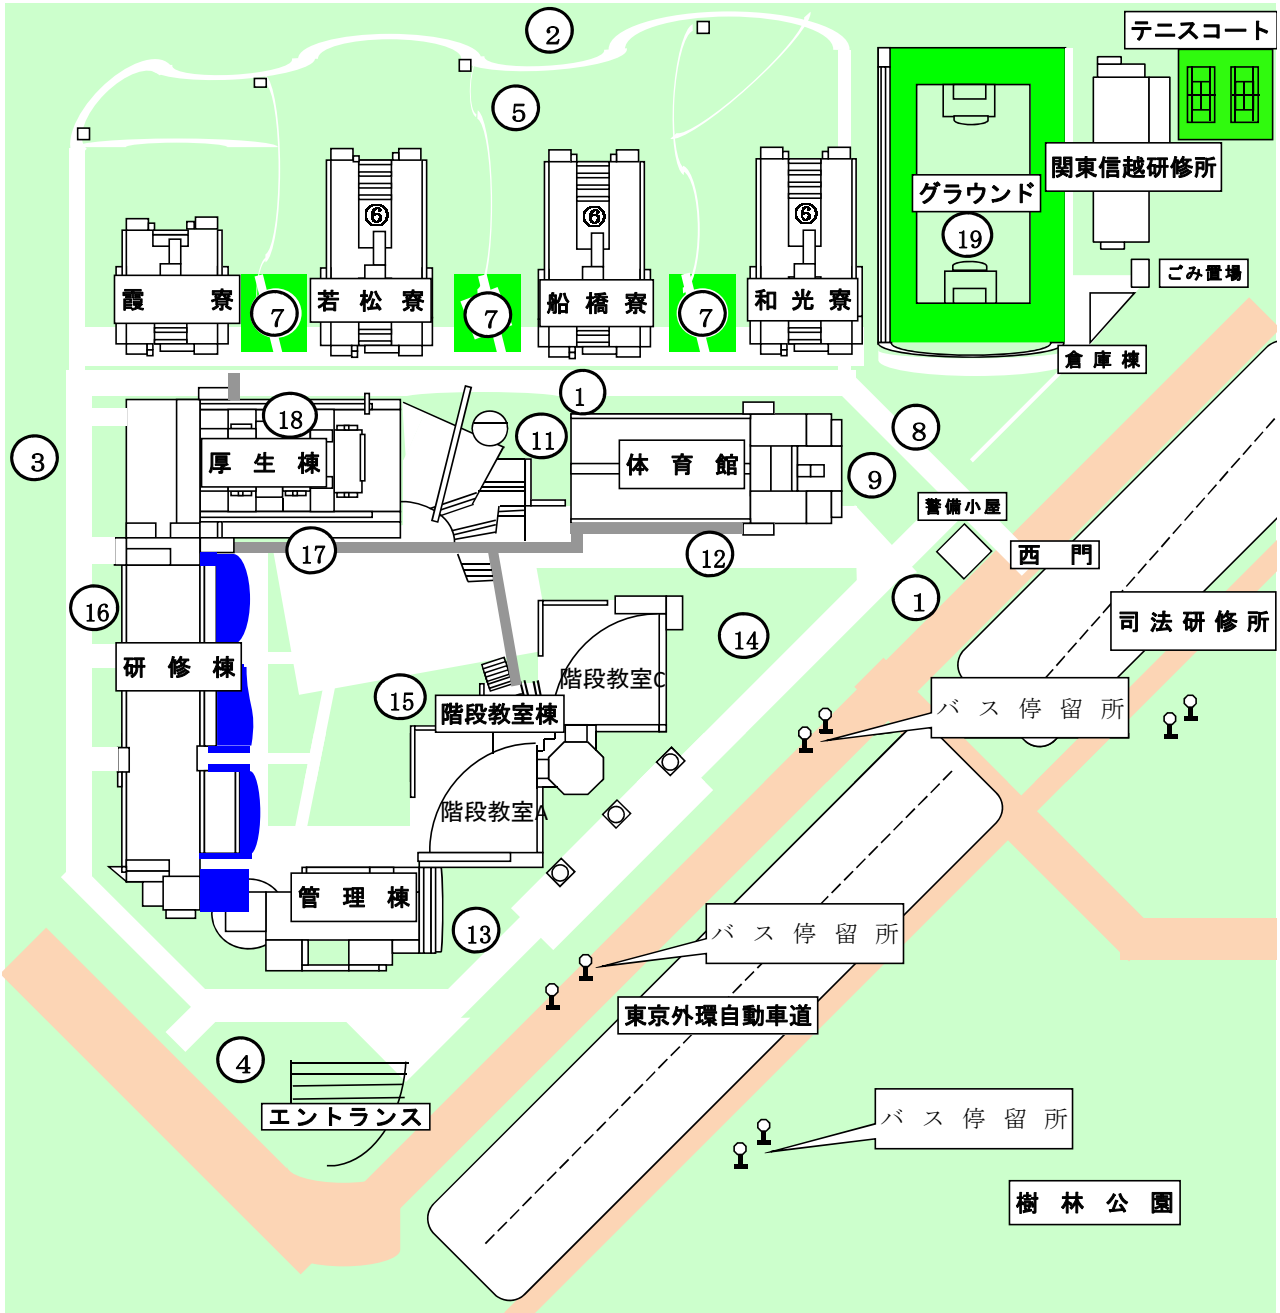 テニスコート
②
⑤
関東信越研修所
グラウンド
⑥
⑥
⑥
⑲
ごみ置場
霞 寮
⑦
若 松 寮
⑦
船 橋 寮
⑦
和 光 寮
倉 庫 棟
①
⑱
⑪
⑧
③
厚 生 棟
体 育 館
⑨
警備小屋
⑰
⑫
西 門
⑯
①
⑭
司 法 研 修 所
研 修 棟
階段教室C
⑮
階段教室棟
バ ス 停 留 所
階段教室A
管 理 棟
⑬
バ ス 停 留 所
東京外環自動車道
④
エントランス
バ ス 停 留 所
樹 林 公 園